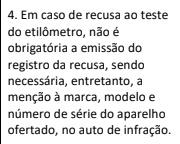 4. Em caso de recusa ao teste
do etilômetro, não é
obrigatória a emissão do
registro da recusa, sendo
necessária, entretanto, a
menção à marca, modelo e
número de série do aparelho
ofertado, no auto de infração.